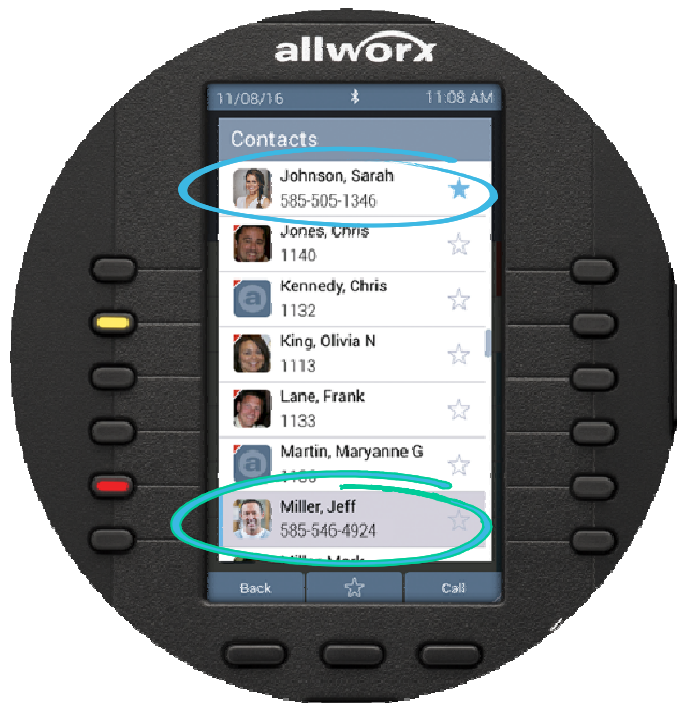 allworx
11/08/16 11:08 AM
Contacts
Johnson, Sarah
585-505-1346
Jones, Chris
1140
Kennedy, Chris
1132
King, Olivia N
1113
Lane, Frank
1133
Martin, Maryanne G
Miller, Jeff
585-546-4924
Miller
Back Call